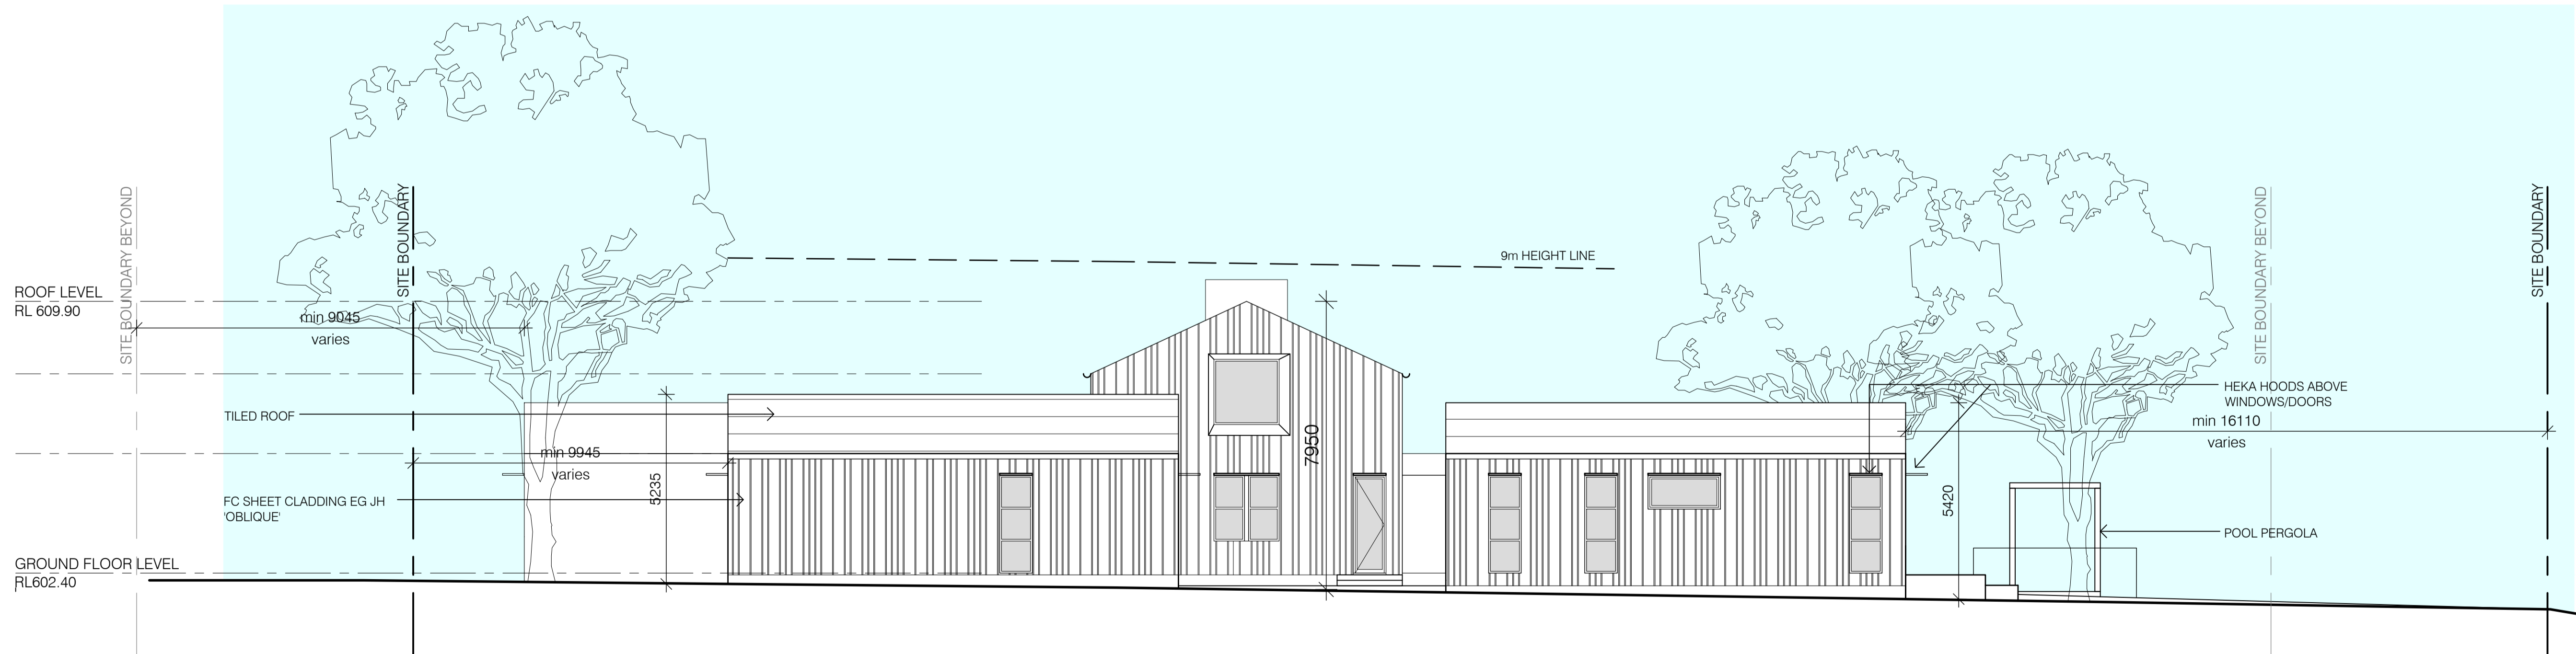 SITE BOUNDARY BEYOND
SITE BOUNDARY
SITE BOUNDARY BEYOND
SITE BOUNDARY
9m HEIGHT LINE
ROOF LEVEL
RL 609.90
min 9045
varies
HEKA HOODS ABOVE
WINDOWS/DOORS
TILED ROOF
min 16110
varies
7950
min 9945
varies
5235
5420
FC SHEET CLADDING EG JH
'OBLIQUE'
POOL PERGOLA
GROUND FLOOR LEVEL
RL602.40